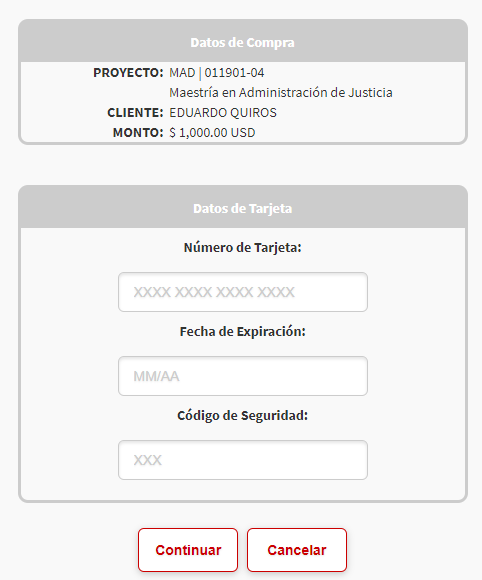 Datos de Compra
PROYECTO: MAD | 011901-04
Maestría en Administración de Justicia
CLIENTE: EDUARDO QUIROS
MONTO: $ 1,000.00 USD
Datos de Tarjeta
Número de Tarjeta:
XXXX XXXX XXXX XXXX
Fecha de Expiración:
MM/AA
Código de Seguridad:
XXX
Continuar Cancelar